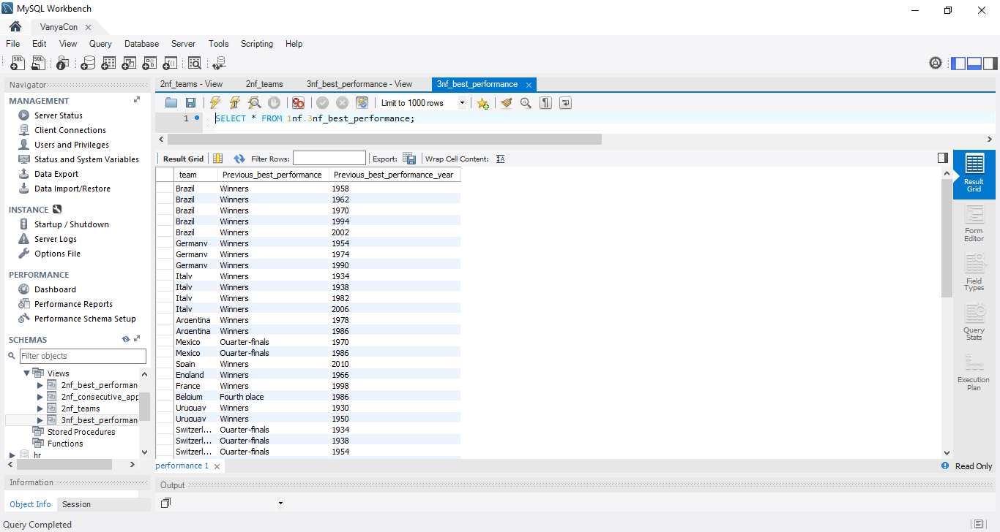 MySQL Workbench
VanyaCon
File Edit View Query Database Server Tools Scripting Help
Navigator
MANAGEMENT
Server Status
Client Connections
Users and Privileges
Status and System Variables
Data Export
Data Import/Restore
INSTANCE
Startup / Shutdown
Server Logs
Options File
PERFORMANCE
Dashboard
Performance Reports
Performance Schema Setup
SCHEMAS
Filter objects
Views
2nf_best_performan
2nf_consecutive_app
2nf_teams
3nf_best_performan
Stored Procedures
Functions
hr
Information
Object Info Session
Query Completed
2nf_teams - View 2nf_teams 3nf_best_performance - View 3nf_best_performance
Limit to 1000 rows
1 SELECT * FROM 1nf.3nf_best_performance;
Result Grid Filter Rows: Export: Wrap Cell Content:
team Previous_best_performance Previous_best_performance_year
Brazil Winners 1958
Brazil Winners 1962
Brazil Winners 1970
Brazil Winners 1994
Brazil Winners 2002
Germany Winners 1954
Germany Winners 1974
Germany Winners 1990
Italy Winners 1934
Italy Winners 1938
Italy Winners 1982
Italy Winners 2006
Argentina Winners 1978
Argentina Winners 1986
Mexico Quarter-finals 1970
Mexico Quarter-finals 1986
Spain Winners 2010
England Winners 1966
France Winners 1998
Belgium Fourth place 1986
Uruguay Winners 1930
Uruguay Winners 1950
Switzerl... Quarter-finals 1934
Switzerl... Quarter-finals 1938
Switzerl... Quarter-finals 1954
Result
Grid
Form
Editor
Field
Types
Query
Stats
Execution
Plan
performance 1
Read Only
Output